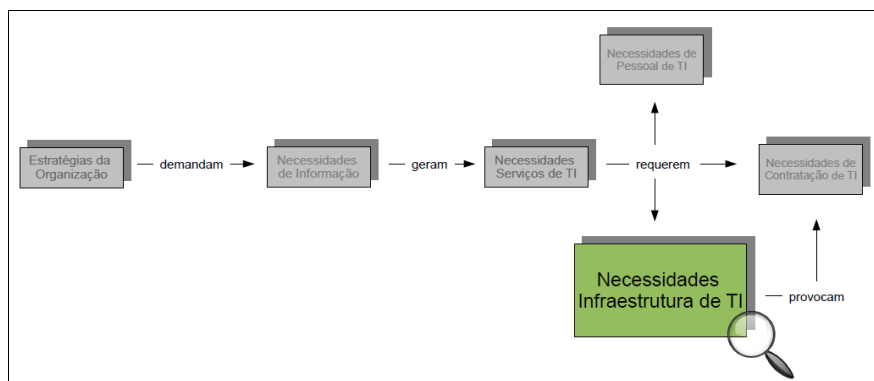 Necessidades de
Pessoal de TI
Estratégias da
Organização
demandam
Necessidades
de Informação
geram
Necessidades
Serviços de TI
requerem
Necessidades de
Contratação de TI
Necessidades
Infraestrutura de TI
provocam